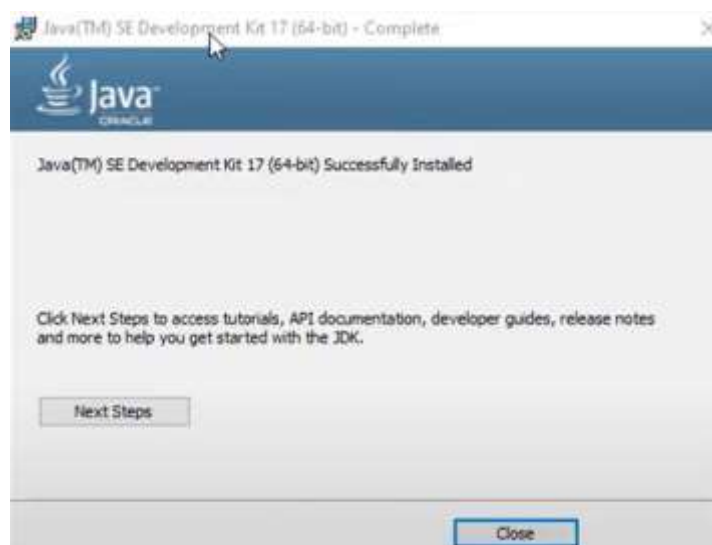 Java(TM) SE Development Kit 17 (64-bit) - Complete
Java
ORACLE
Java(TM) SE Development Kit 17 (64-bit) Successfully Installed
Click Next Steps to access tutorials, API documentation, developer guides, release notes
and more to help you get started with the JDK.
Next Steps
Close